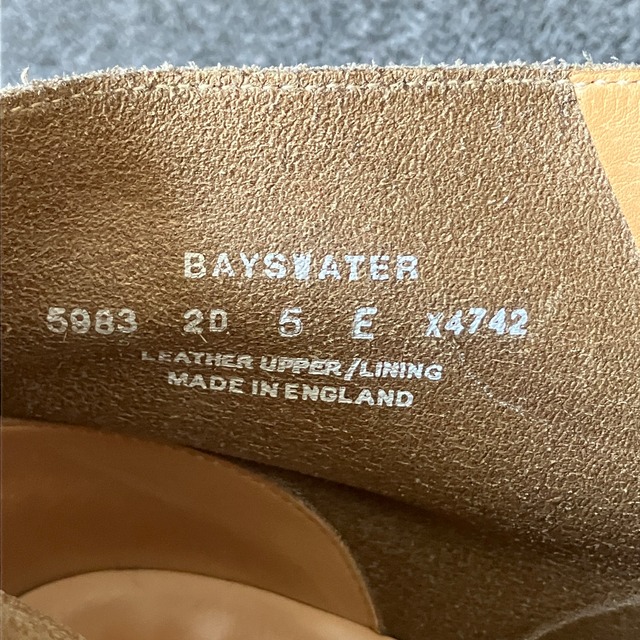 BAYSWATER
5983 2D 5 E X4742
LEATHER UPPER/LINING
MADE IN ENGLAND